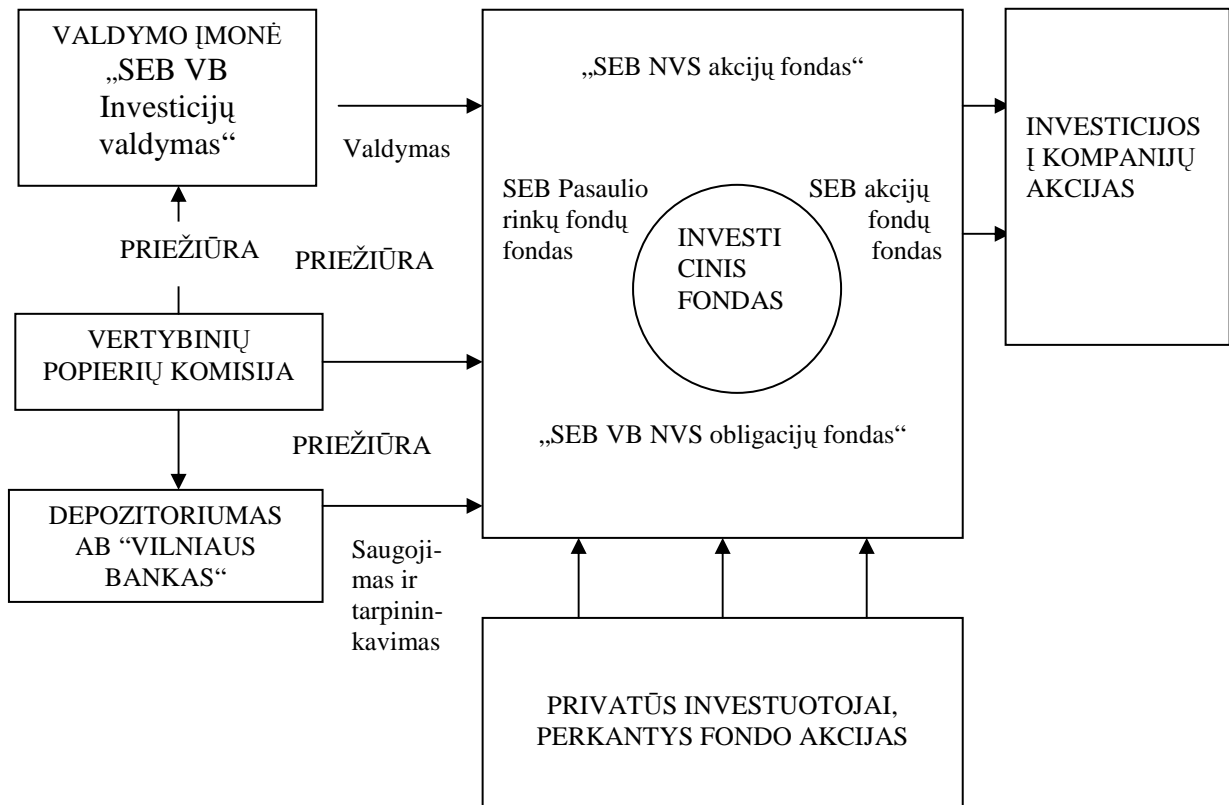 VALDYMO ĮMONĖ
„SEB VB
Investicijų
valdymas“
Valdymas
„SEB NVS akcijų fondas“
SEB Pasaulio
rinkų fondų
fondas
SEB akcijų
fondų
fondas
INVESTI
CINIS
FONDAS
„SEB VB NVS obligacijų fondas“
INVESTICIJOS
Į KOMPANIJŲ
AKCIJAS
PRIEŽIŪRA
PRIEŽIŪRA
VERTYBINIŲ
POPIERIŲ KOMISIJA
PRIEŽIŪRA
DEPOZITORIUMAS
AB “VILNIAUS
BANKAS“
Saugoji-
mas ir
tarpinin-
kavimas
PRIVATŪS INVESTUOTOJAI,
PERKANTYS FONDO AKCIJAS